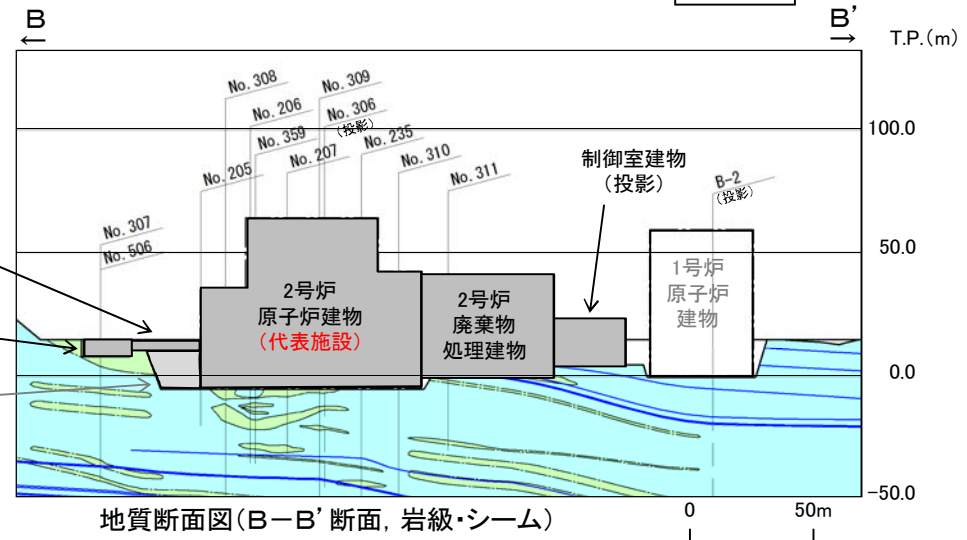 B
B'
T.P.(m)
No. 308
No. 309
No. 206
No. 306
(投影)
No. 359
No. 235
No. 207
No. 205
No. 310
No. 311
制御室建物
(投影)
B-2
(投影)
100.0
No. 307
No. 506
50.0
2号炉
原子炉建物
(代表施設)
2号炉
廃棄物
処理建物
1号炉
原子炉
建物
0.0
-50.0
地質断面図(B-B'断面, 岩級・シーム)
0
50m